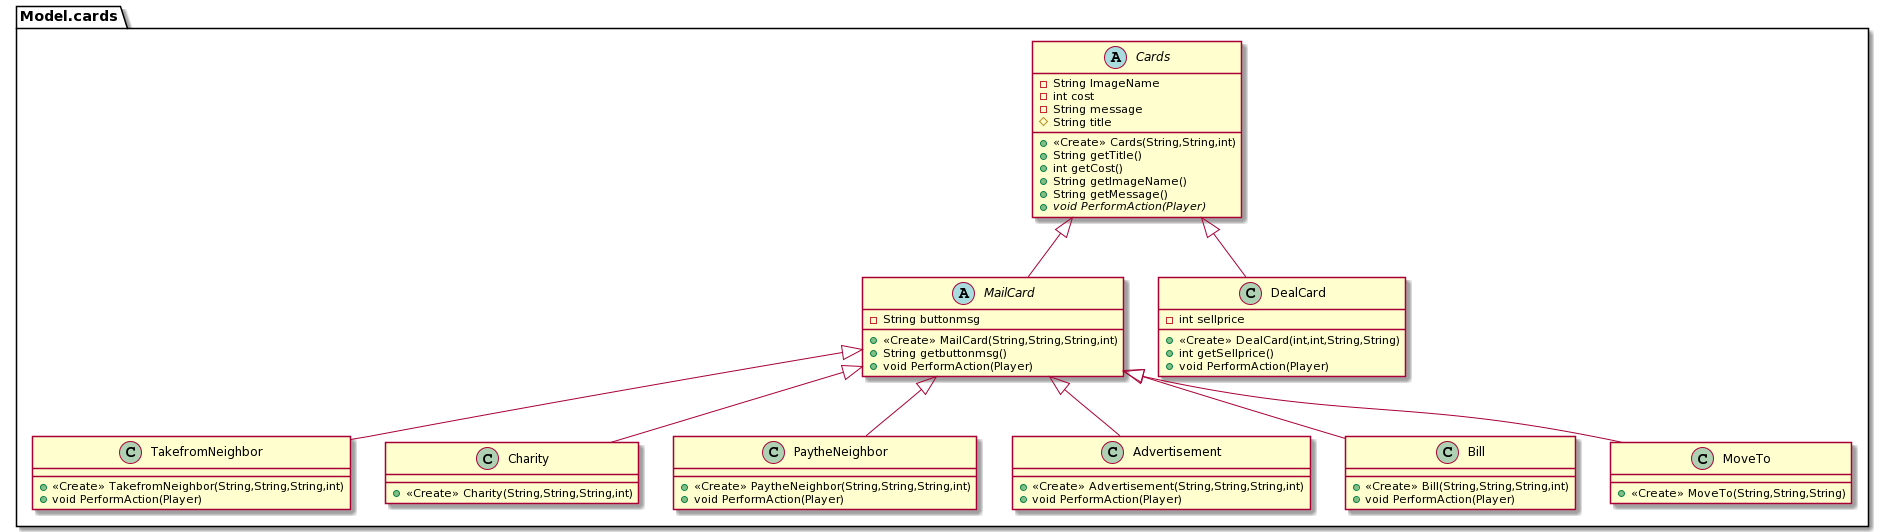 Model.cards
A Cards
String ImageName
int cost
String message
String title
«Create» Cards(String,String,int)
String getTitle()
int getCost()
String getImageName()
String getMessage()
void PerformAction(Player)
A MailCard
String buttonmsg
«Create» MailCard(String,String,String,int)
String getbuttonmsg()
void PerformAction(Player)
C DealCard
int sellprice
«Create» DealCard(int,int,String,String)
int getSellprice()
void PerformAction(Player)
C TakefromNeighbor
«Create» TakefromNeighbor(String,String,String,int)
void PerformAction(Player)
C Charity
«Create» Charity(String,String,String,int)
C PaytheNeighbor
«Create» PaytheNeighbor(String,String,String,int)
void PerformAction(Player)
C Advertisement
«Create» Advertisement(String,String,String,int)
void PerformAction(Player)
C Bill
«Create» Bill(String,String,String,int)
void PerformAction(Player)
C MoveTo
«Create» MoveTo(String,String,String)